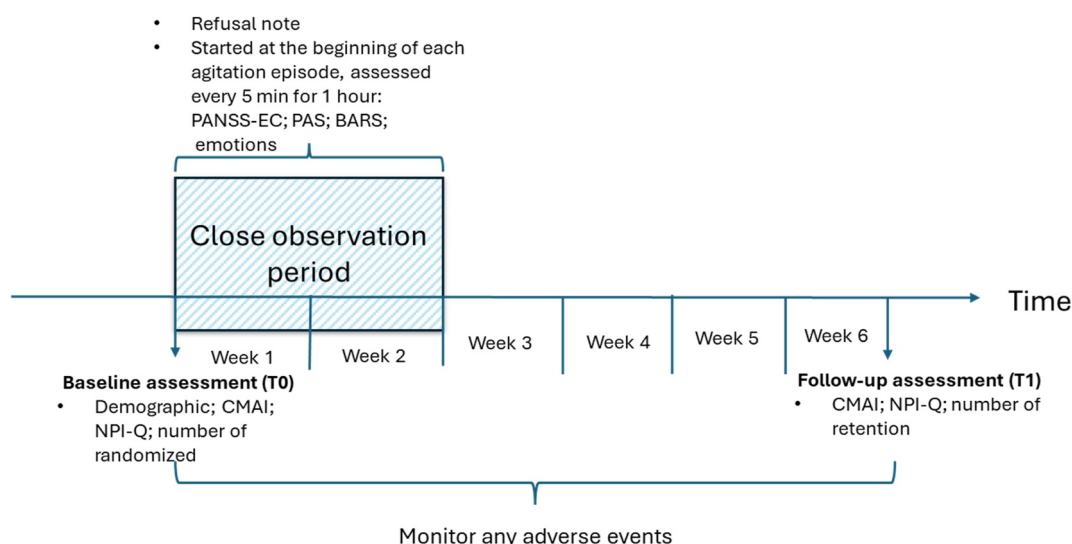 • Refusal note
• Started at the beginning of each
agitation episode, assessed
every 5 min for 1 hour:
PANSS-EC; PAS; BARS;
emotions
Close observation
period
Time
Week 1
Week 2
Week 3
Week 4
Week 5
Week 6
Baseline assessment (T0)
• Demographic; CMAI;
NPI-Q; number of
randomized
Follow-up assessment (T1)
• CMAI; NPI-Q; number of
retention
Monitor any adverse events